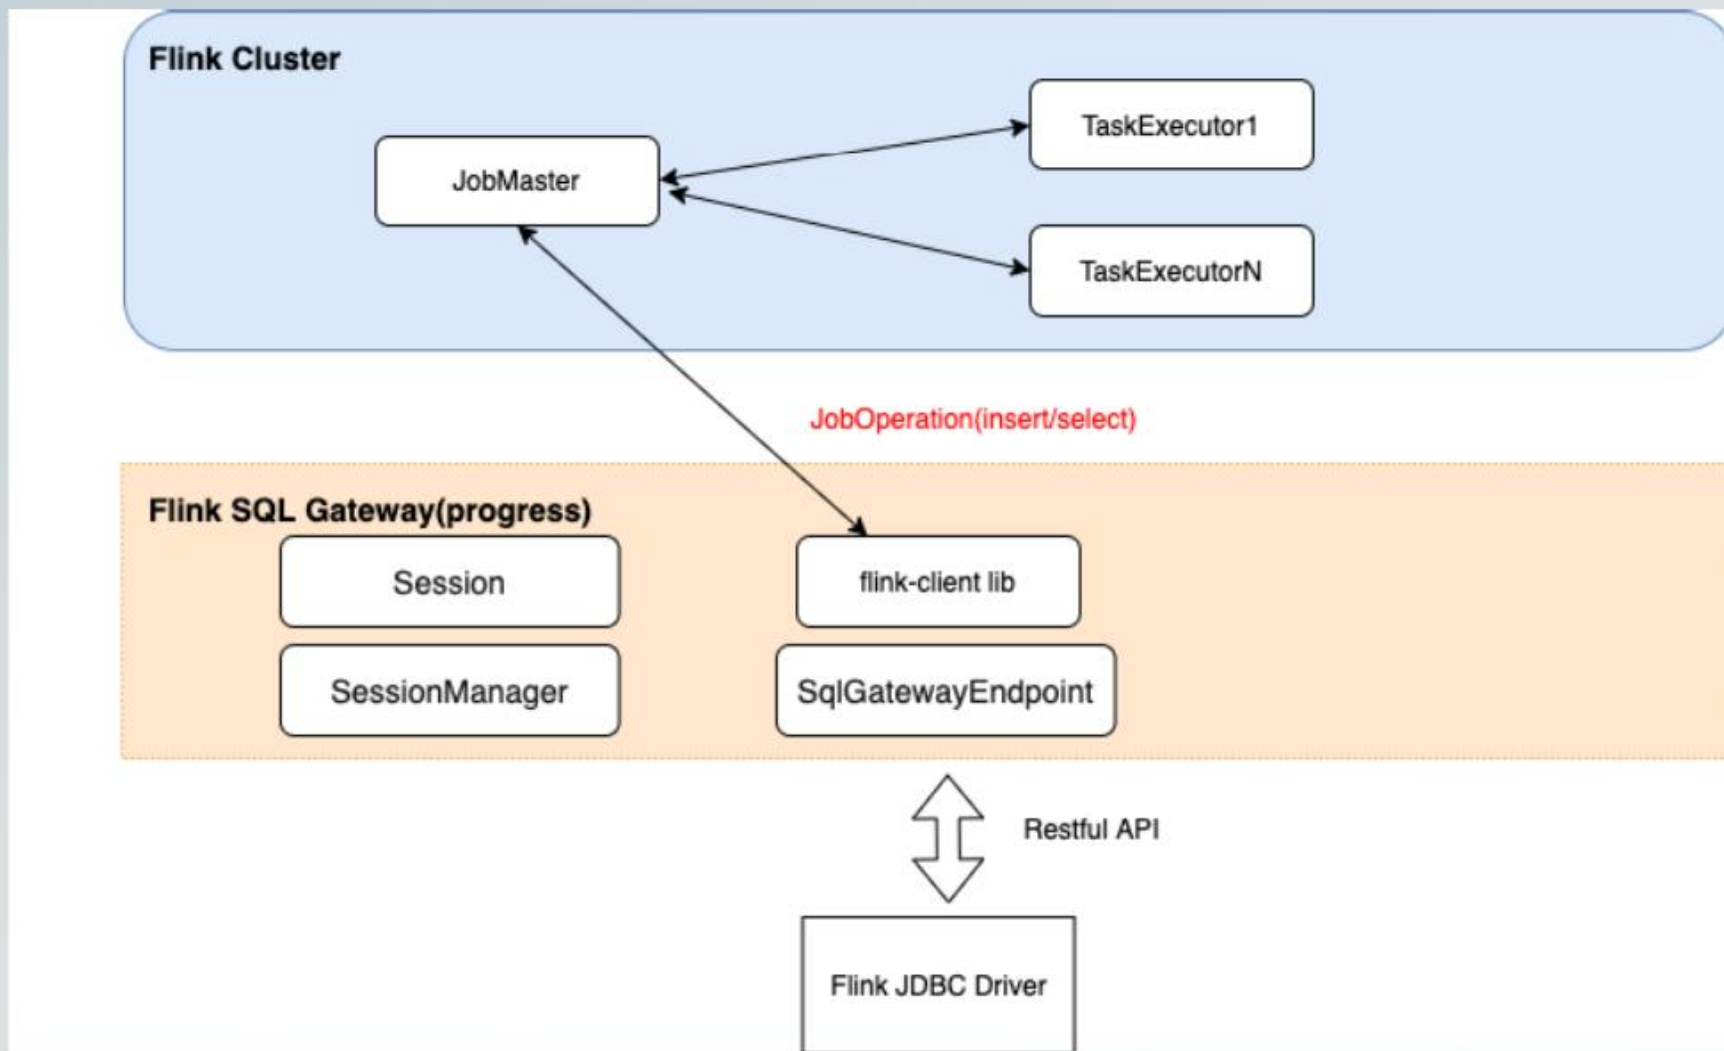 Flink Cluster
TaskExecutor1
JobMaster
TaskExecutorN
JobOperation(insert/select)
Flink SQL Gateway(progress)
Session
flink-client lib
SessionManager
SqlGatewayEndpoint
Restful API
Flink JDBC Driver